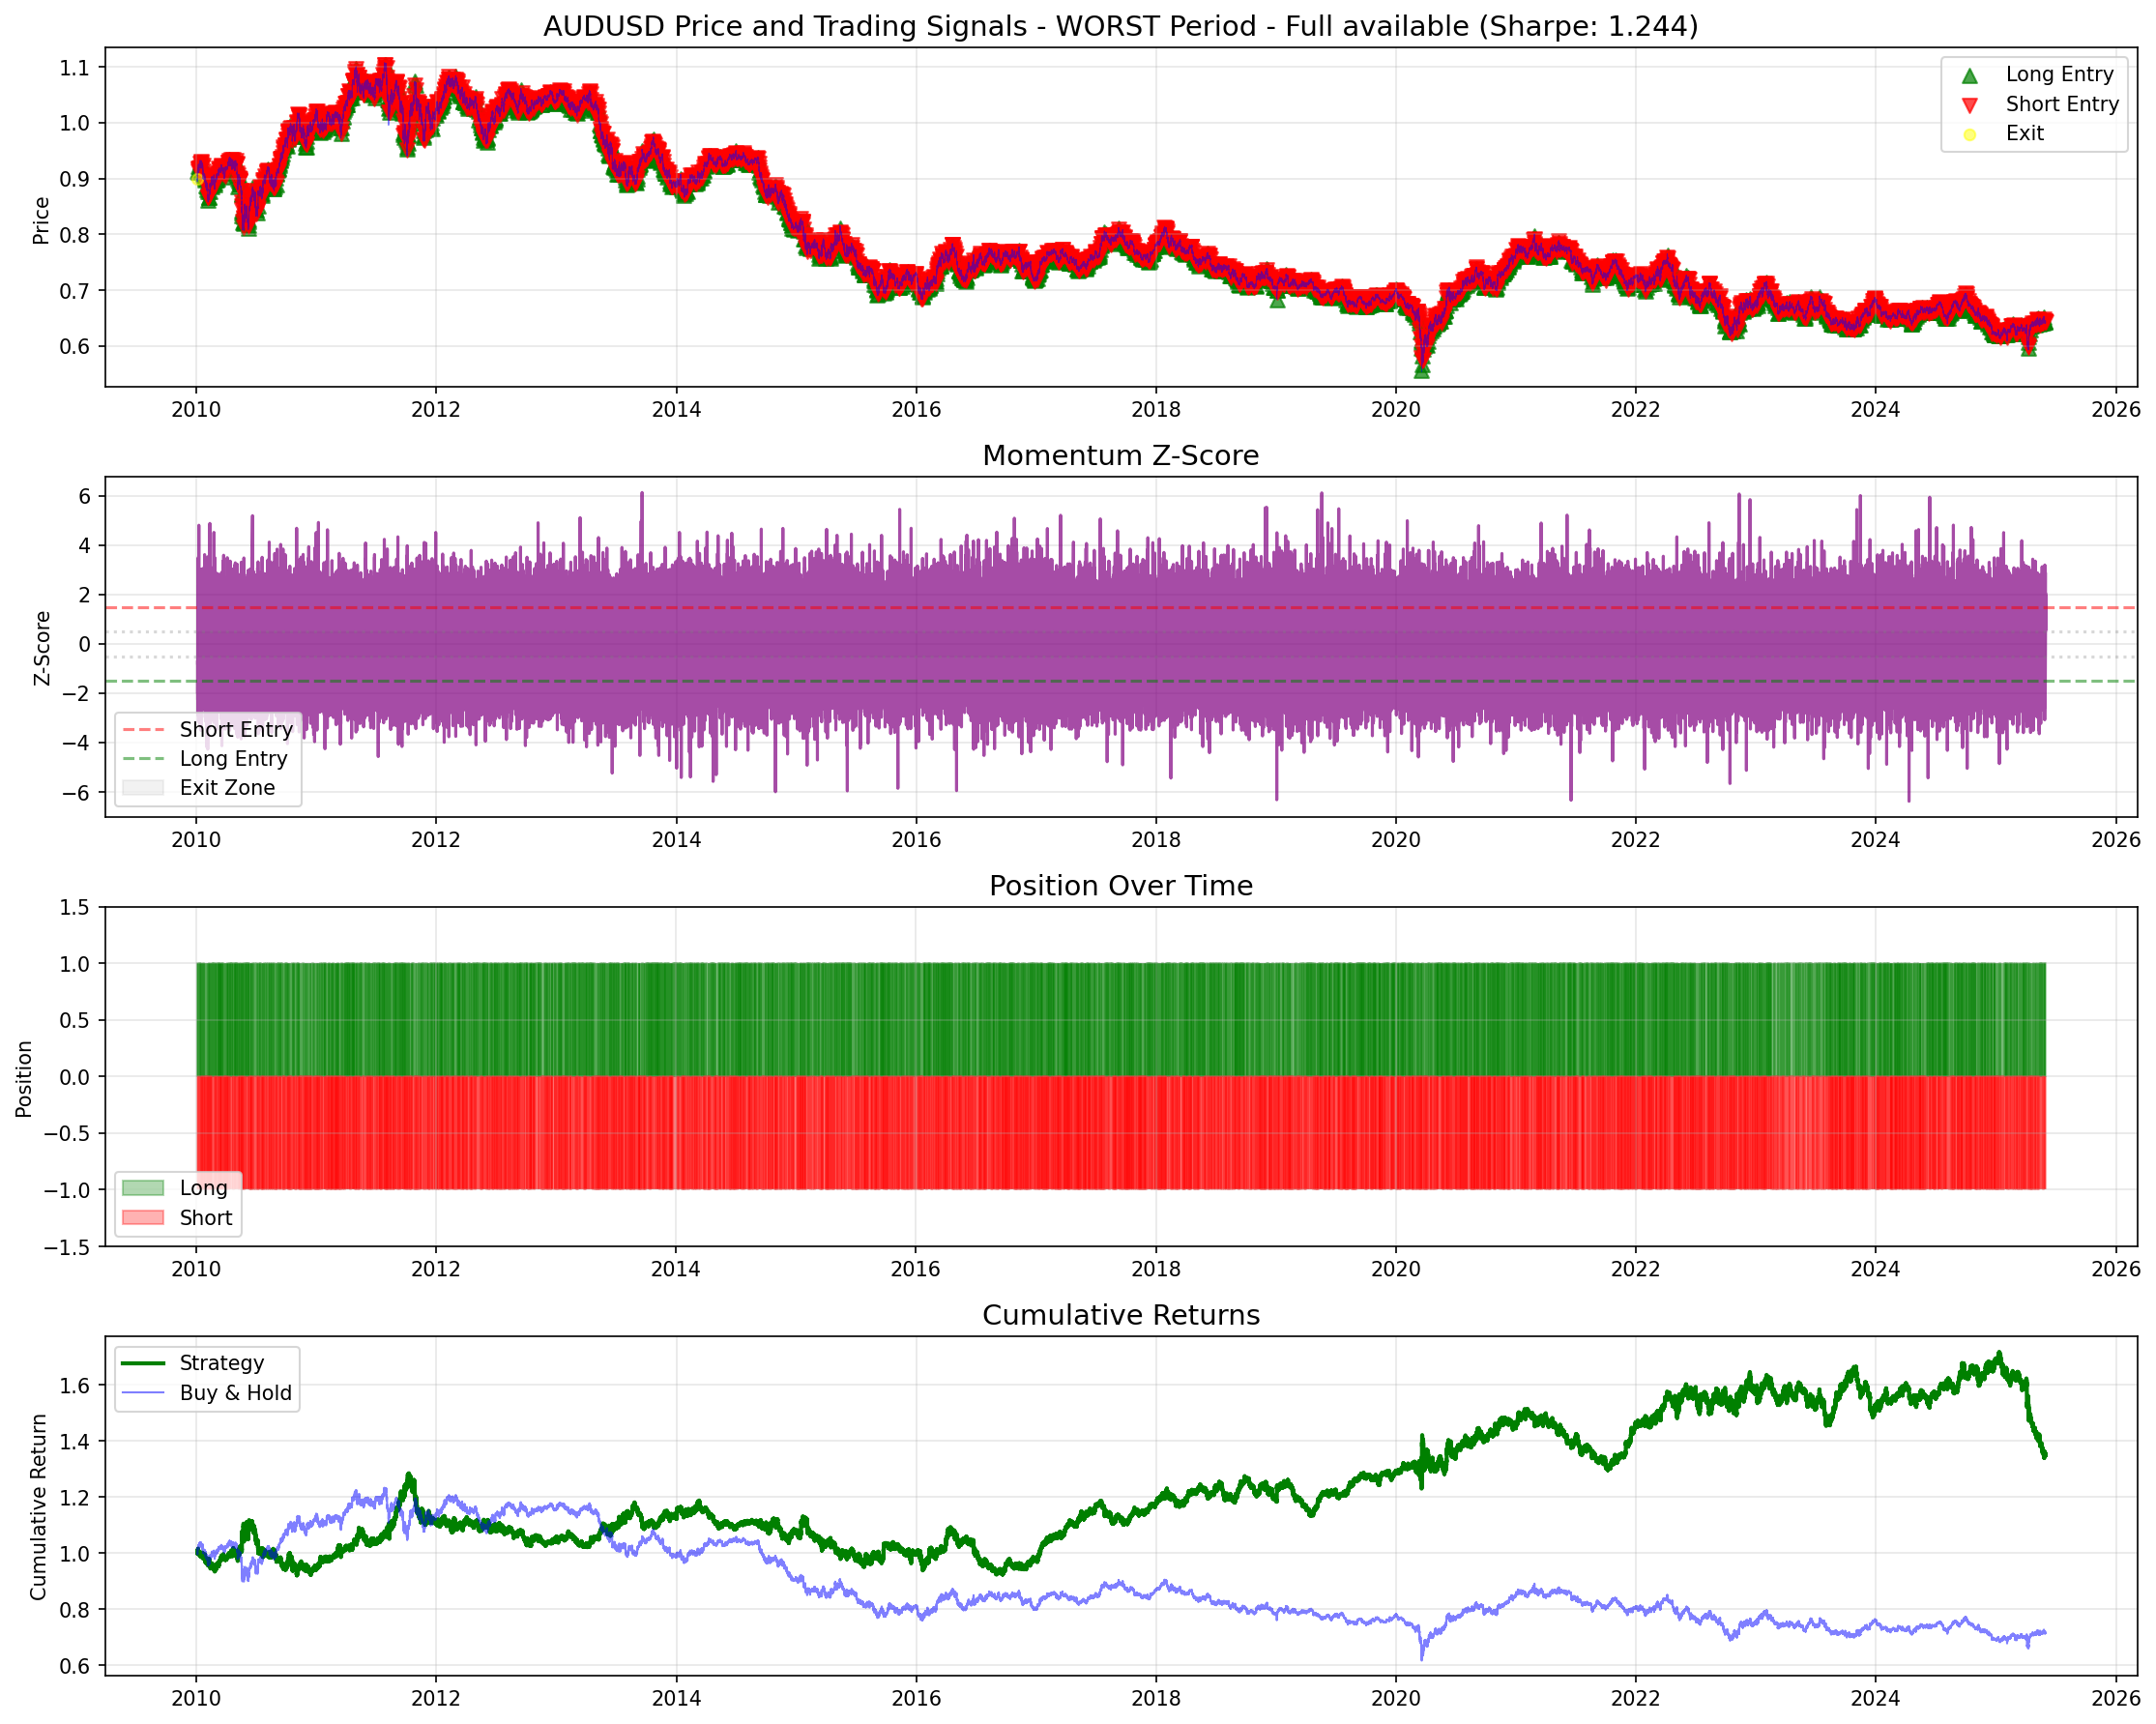 AUDUSD Price and Trading Signals - WORST Period - Full available (Sharpe: 1.244)
Price
1.1
1.0
0.9
0.8
0.7
0.6
Long Entry
Short Entry
Exit
2010 2012 2014 2016 2018 2020 2022 2024 2026
Momentum Z-Score
Z-Score
6
4
2
0
−2
−4
−6
Short Entry
Long Entry
Exit Zone
2010 2012 2014 2016 2018 2020 2022 2024 2026
Position Over Time
Position
1.5
1.0
0.5
0.0
−0.5
−1.0
−1.5
Long
Short
2010 2012 2014 2016 2018 2020 2022 2024 2026
Cumulative Returns
Cumulative Return
1.6
1.4
1.2
1.0
0.8
0.6
Strategy
Buy & Hold
2010 2012 2014 2016 2018 2020 2022 2024 2026